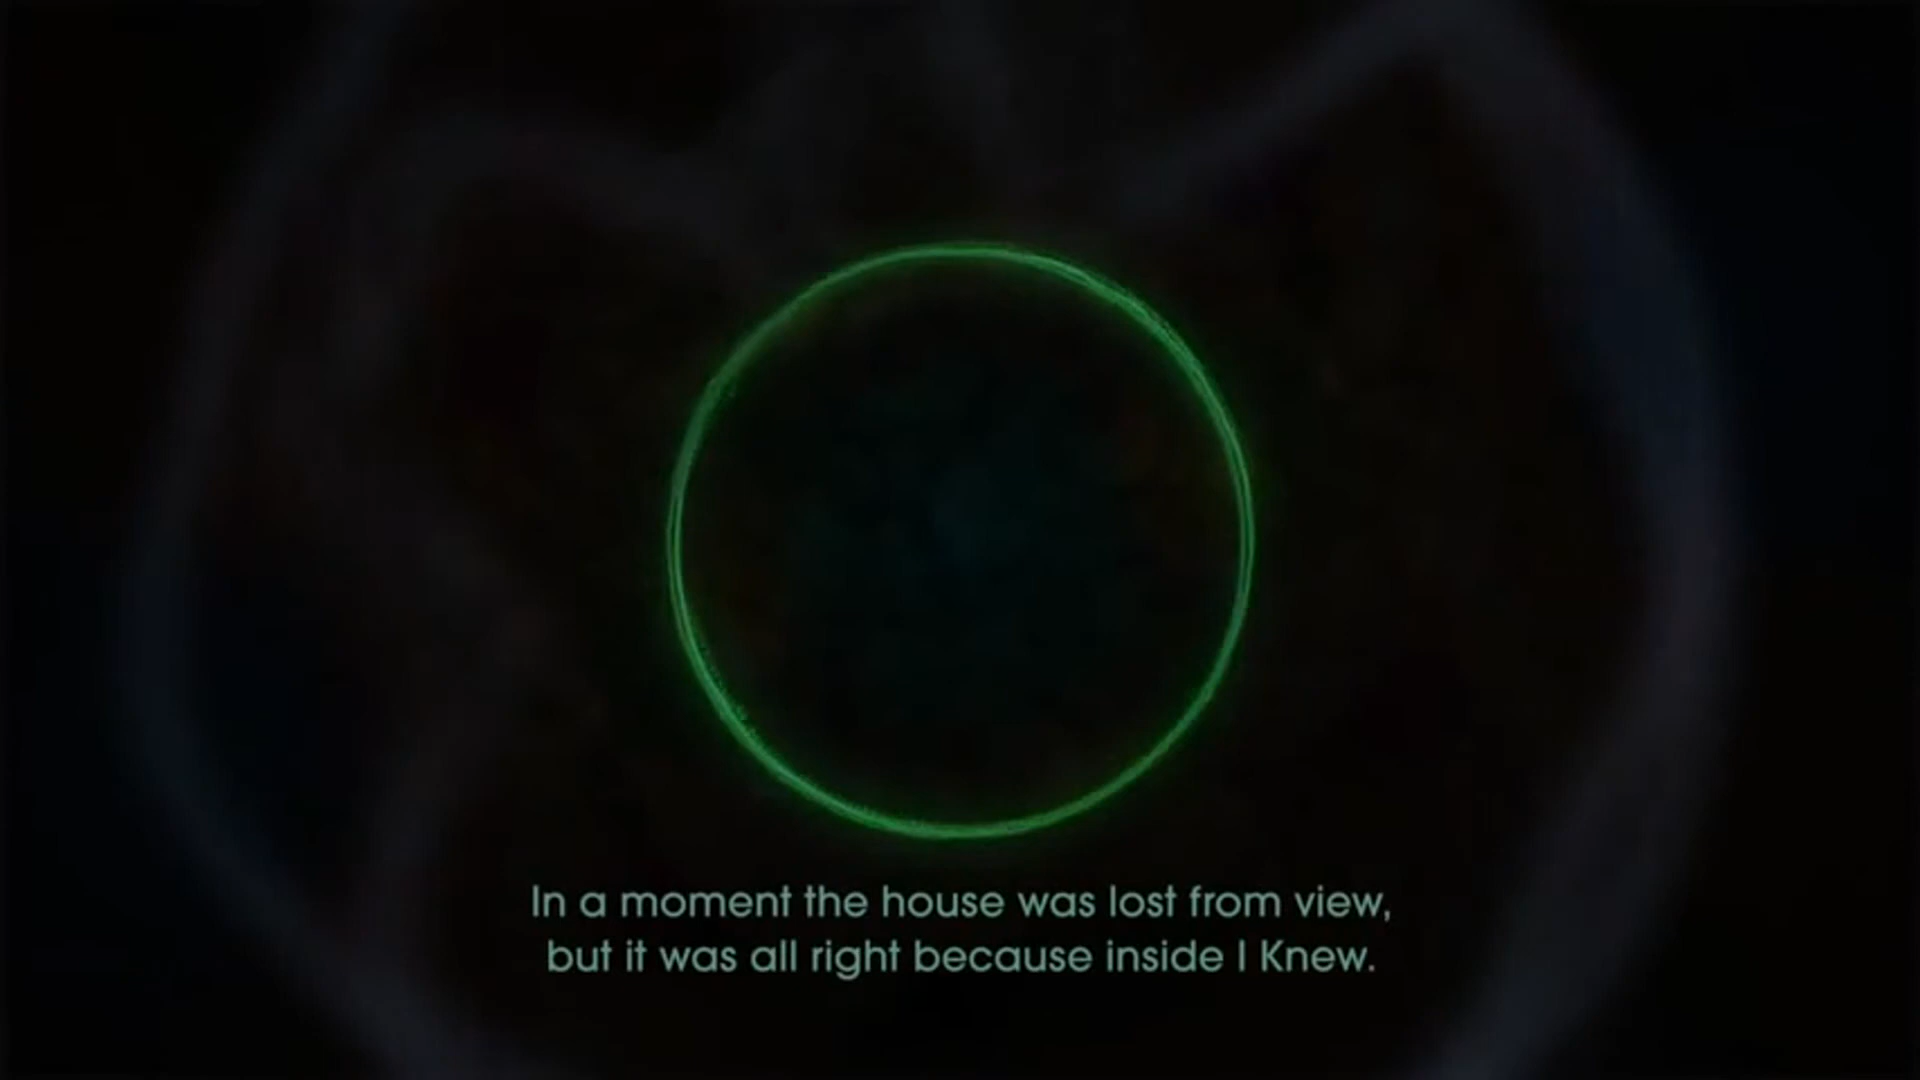 In a moment the house was lost from view,
but it was all right because inside I Knew.